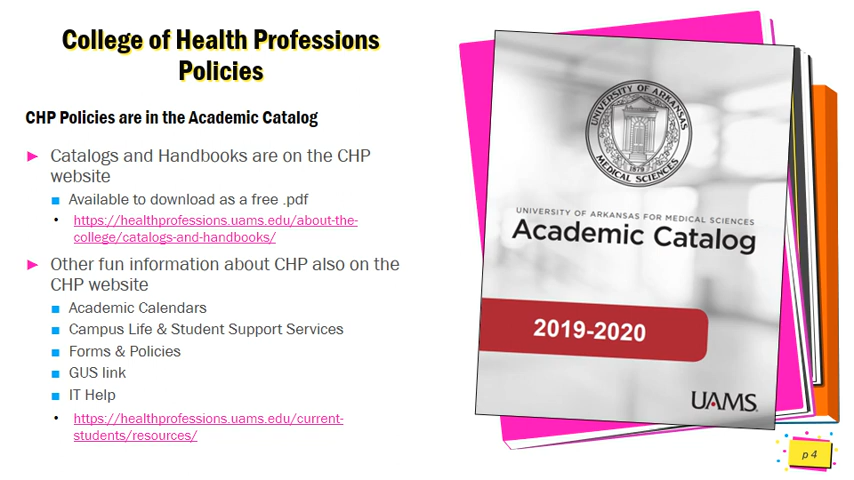 College of Health Professions
Policies
CHP Policies are in the Academic Catalog
Catalogs and Handbooks are on the CHP
website
Available to download as a free .pdf
https://healthprofessions.uams.edu/about-the-
college/catalogs-and-handbooks/
Other fun information about CHP also on the
CHP website
Academic Calendars
Campus Life & Student Support Services
Forms & Policies
GUS link
IT Help
https://healthprofessions.uams.edu/current-
students/resources/
UNIVERSITY OF ARKANSAS
1879
MEDICAL SCIENCES
UNIVERSITY OF ARKANSAS FOR MEDICAL SCIENCES
Academic Catalog
2019-2020
UAMS
p 4